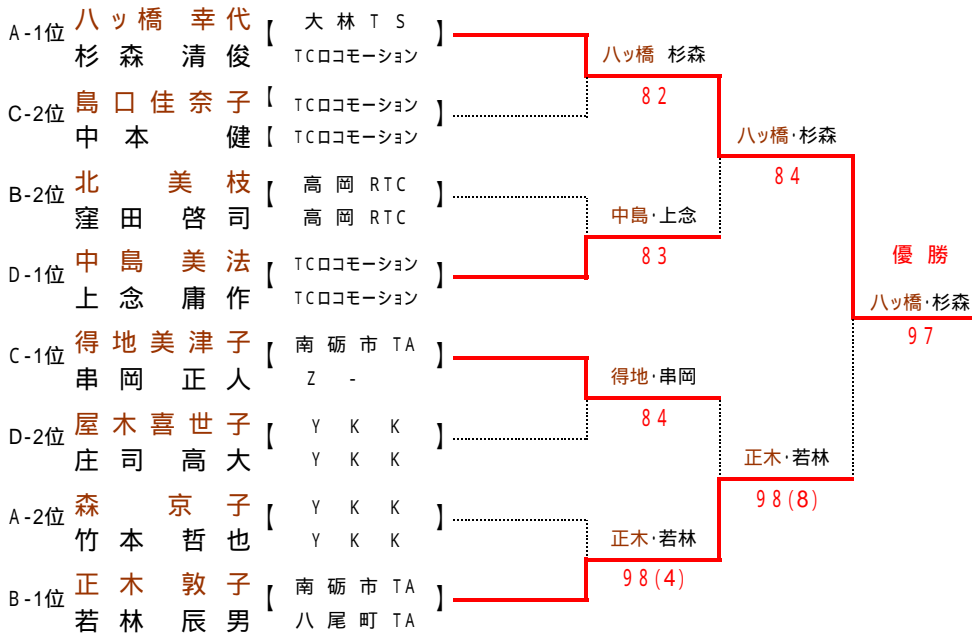 A-1位 八ッ橋 幸代 【 大林TS 】
杉森 清俊 TCロコモーション
C-2位 島口佳奈子 【 TCロコモーション 】
中本 健 【 TCロコモーション
B-2位 北 美枝 【 高岡RTC 】
窪田 啓司 高岡RTC
D-1位 中島 美法 【 TCロコモーション 】
上念 庸作 TCロコモーション
C-1位 得地美津子 【 南砺市TA 】
串岡 正人 Z -
D-2位 屋木喜世子 【 YKK 】
庄司 高大 YKK
A-2位 森 京子 【 YKK 】
竹本 哲也 YKK
B-1位 正木 敦子 【 南砺市TA 】
若林 辰男 八尾町TA
八ッ橋 杉森
82
中島・上念
83
得地・串岡
84
正木・若林
98(4)
八ッ橋・杉森
84
正木・若林
98(8)
優勝
八ッ橋・杉森
97